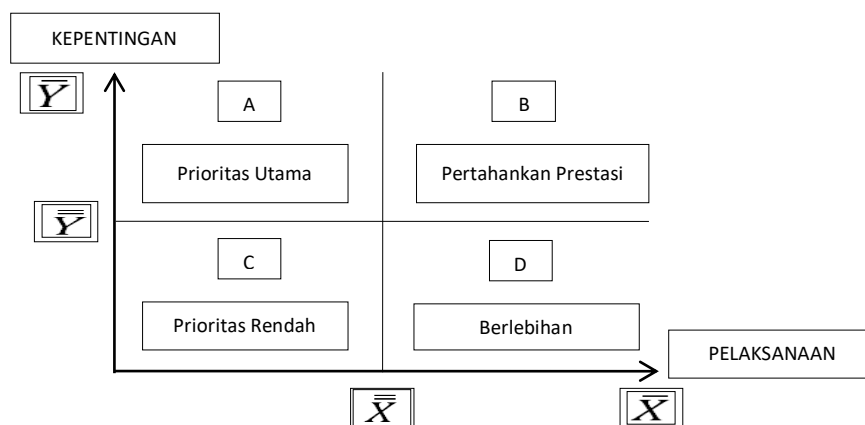 KEPENTINGAN
Y̅
A
B
Prioritas Utama
Pertahankan Prestasi
Y̿
C
D
Prioritas Rendah
Berlebihan
PELAKSANAAN
X̿
X̅